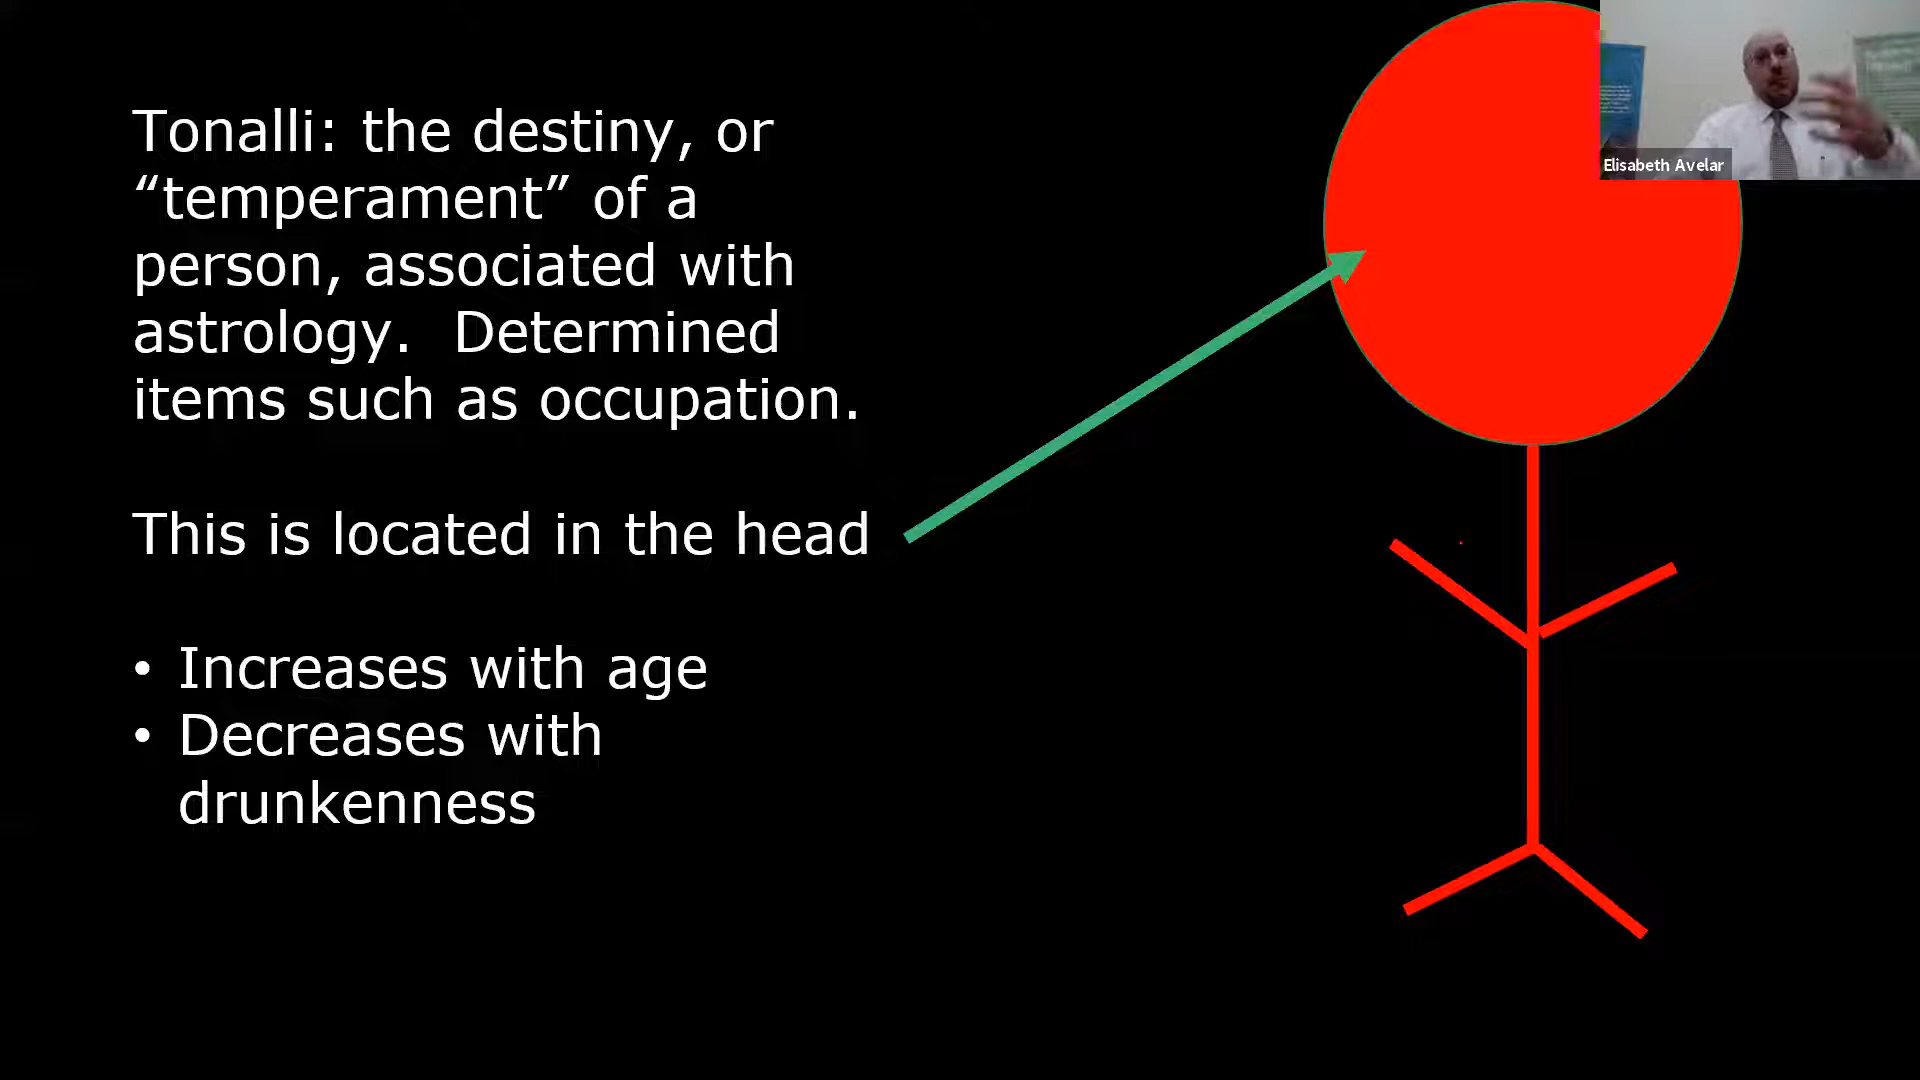 Tonalli: the destiny, or
“temperament” of a
person, associated with
astrology.  Determined
items such as occupation.
This is located in the head
• Increases with age
• Decreases with
drunkenness
Elisabeth Avelar